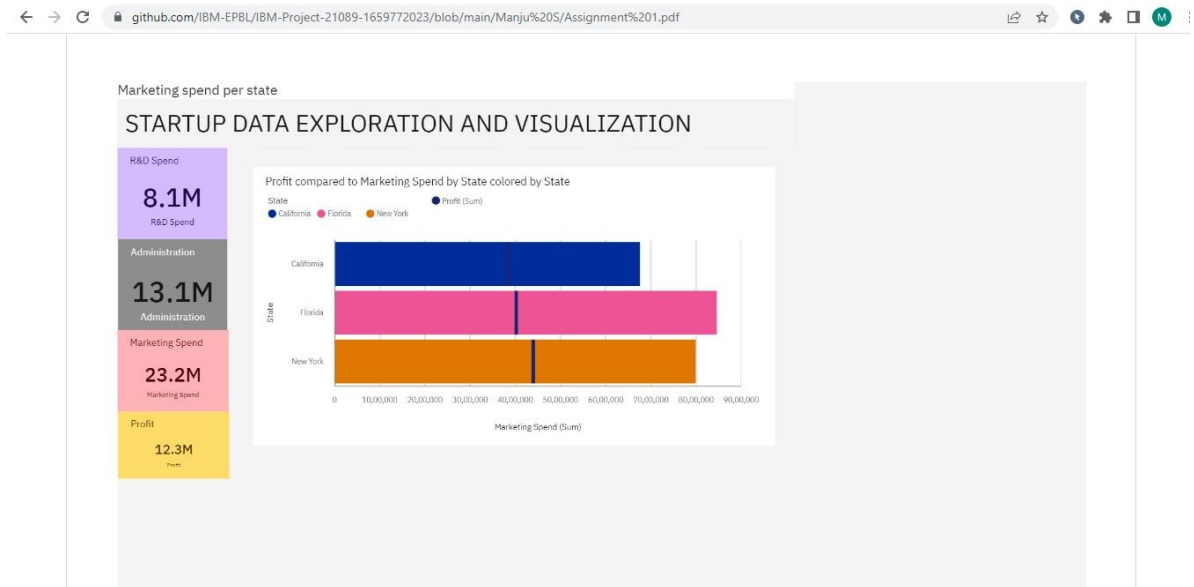 github.com/IBM-EPBL/IBM-Project-21089-1659772023/blob/main/Manju%20S/Assignment%201.pdf
M
Marketing spend per state
STARTUP DATA EXPLORATION AND VISUALIZATION
R&D Spend
8.1M
R&D Spend
Administration
13.1M
Administration
Marketing Spend
23.2M
Marketing Spend
Profit
12.3M
Profit
Profit compared to Marketing Spend by State colored by State
State
California Florida New York
Profit (Sum)
State
California
Florida
New York
0 10,00,000 20,00,000 30,00,000 40,00,000 50,00,000 60,00,000 70,00,000 80,00,000 90,00,000
Marketing Spend (Sum)